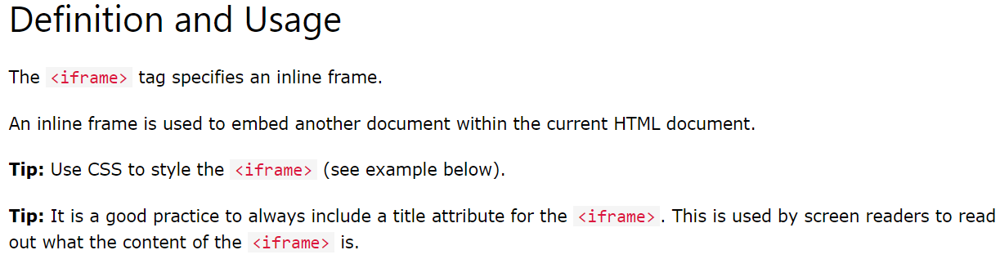 Definition and Usage
The <iframe> tag specifies an inline frame.
An inline frame is used to embed another document within the current HTML document.
Tip: Use CSS to style the <iframe> (see example below).
Tip: It is a good practice to always include a title attribute for the <iframe>. This is used by screen readers to read
out what the content of the <iframe> is.